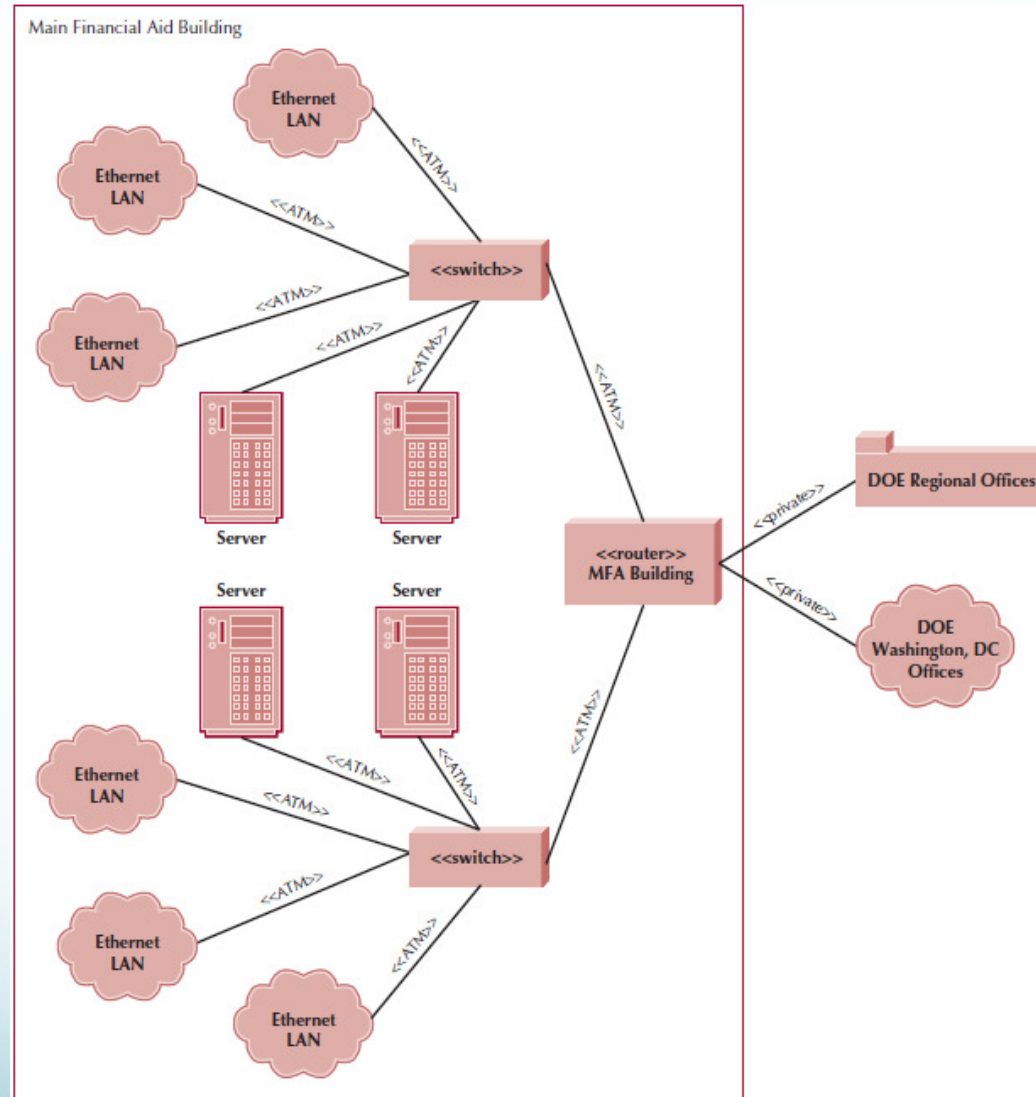 Main Financial Aid Building
Ethernet
LAN
<<ATM>>
Ethernet
LAN
<<ATM>>
<<switch>>
<<ATM>>
Ethernet
LAN
<<ATM>>
<<ATM>>
<<ATM>>
Server
Server
DOE Regional Offices
<<private>>
<<router>>
MFA Building
<<private>>
DOE
Washington, DC
Offices
Server
Server
<<ATM>>
<<ATM>>
<<ATM>>
Ethernet
LAN
<<ATM>>
<<switch>>
<<ATM>>
Ethernet
LAN
<<ATM>>
Ethernet
LAN